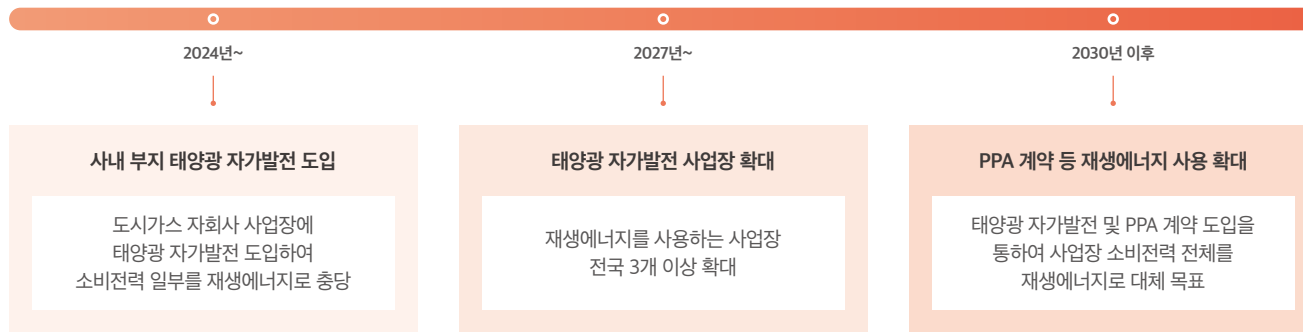 2024년~
2027년~
2030년 이후
사내 부지 태양광 자가발전 도입
도시가스 자회사 사업장에
태양광 자가발전 도입하여
소비전력 일부를 재생에너지로 충당
태양광 자가발전 사업장 확대
재생에너지를 사용하는 사업장
전국 3개 이상 확대
PPA 계약 등 재생에너지 사용 확대
태양광 자가발전 및 PPA 계약 도입을
통하여 사업장 소비전력 전체를
재생에너지로 대체 목표